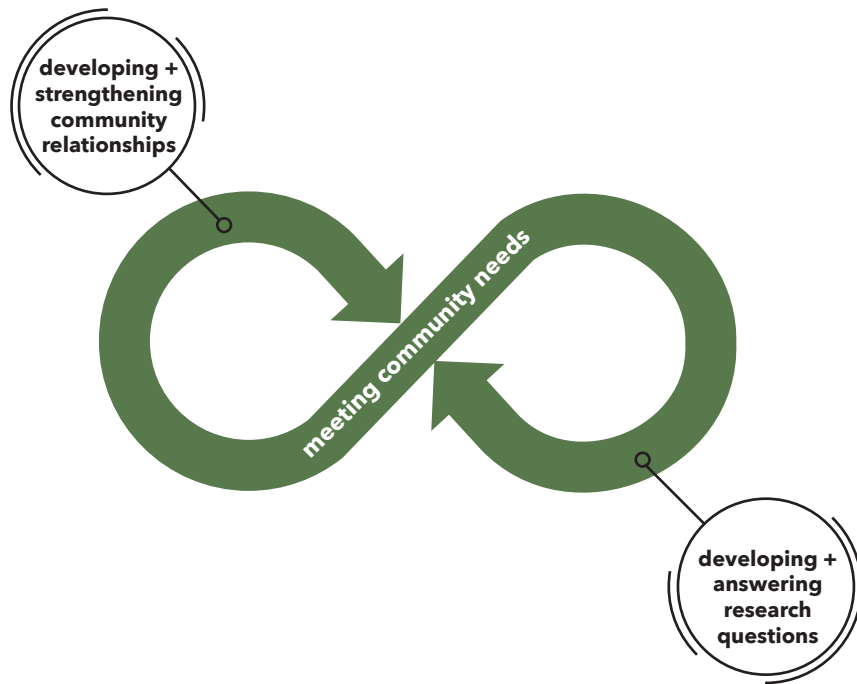 developing +
strengthening
community
relationships
meeting community needs
developing +
answering
research
questions